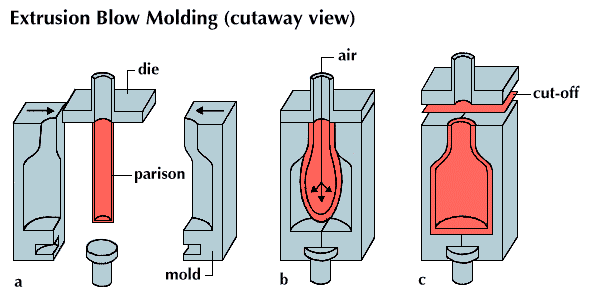 Extrusion Blow Molding (cutaway view)
die
parison
mold
a
air
b
cut-off
c